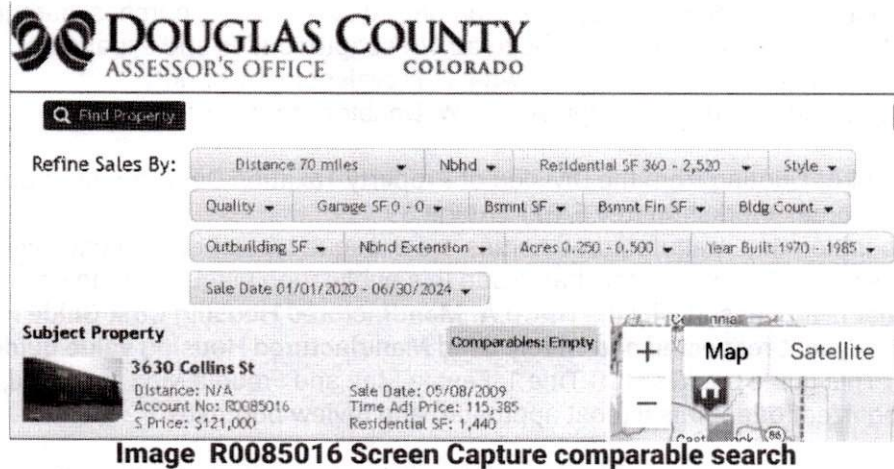 DOUGLAS COUNTY
ASSESSOR'S OFFICE COLORADO
Find Property
Refine Sales By: Distance 70 miles Nbhd Residential SF 360 - 2,520 Style
Quality Garage SF 0 - 0 Bsmnt SF Bsmnt Fin SF Bldg Count
Outbuilding SF Nbhd Extension Acres 0.250 - 0.500 Year Built 1970 - 1985
Sale Date 01/01/2020 - 06/30/2024
Subject Property
Comparables: Empty
3630 Collins St
Distance: N/A Sale Date: 05/08/2009
Account No: R0085016 Time Adj Price: 115,385
S Price: $121,000 Residential SF: 1,440
+ Map Satellite
−
86
Image R0085016 Screen Capture comparable search